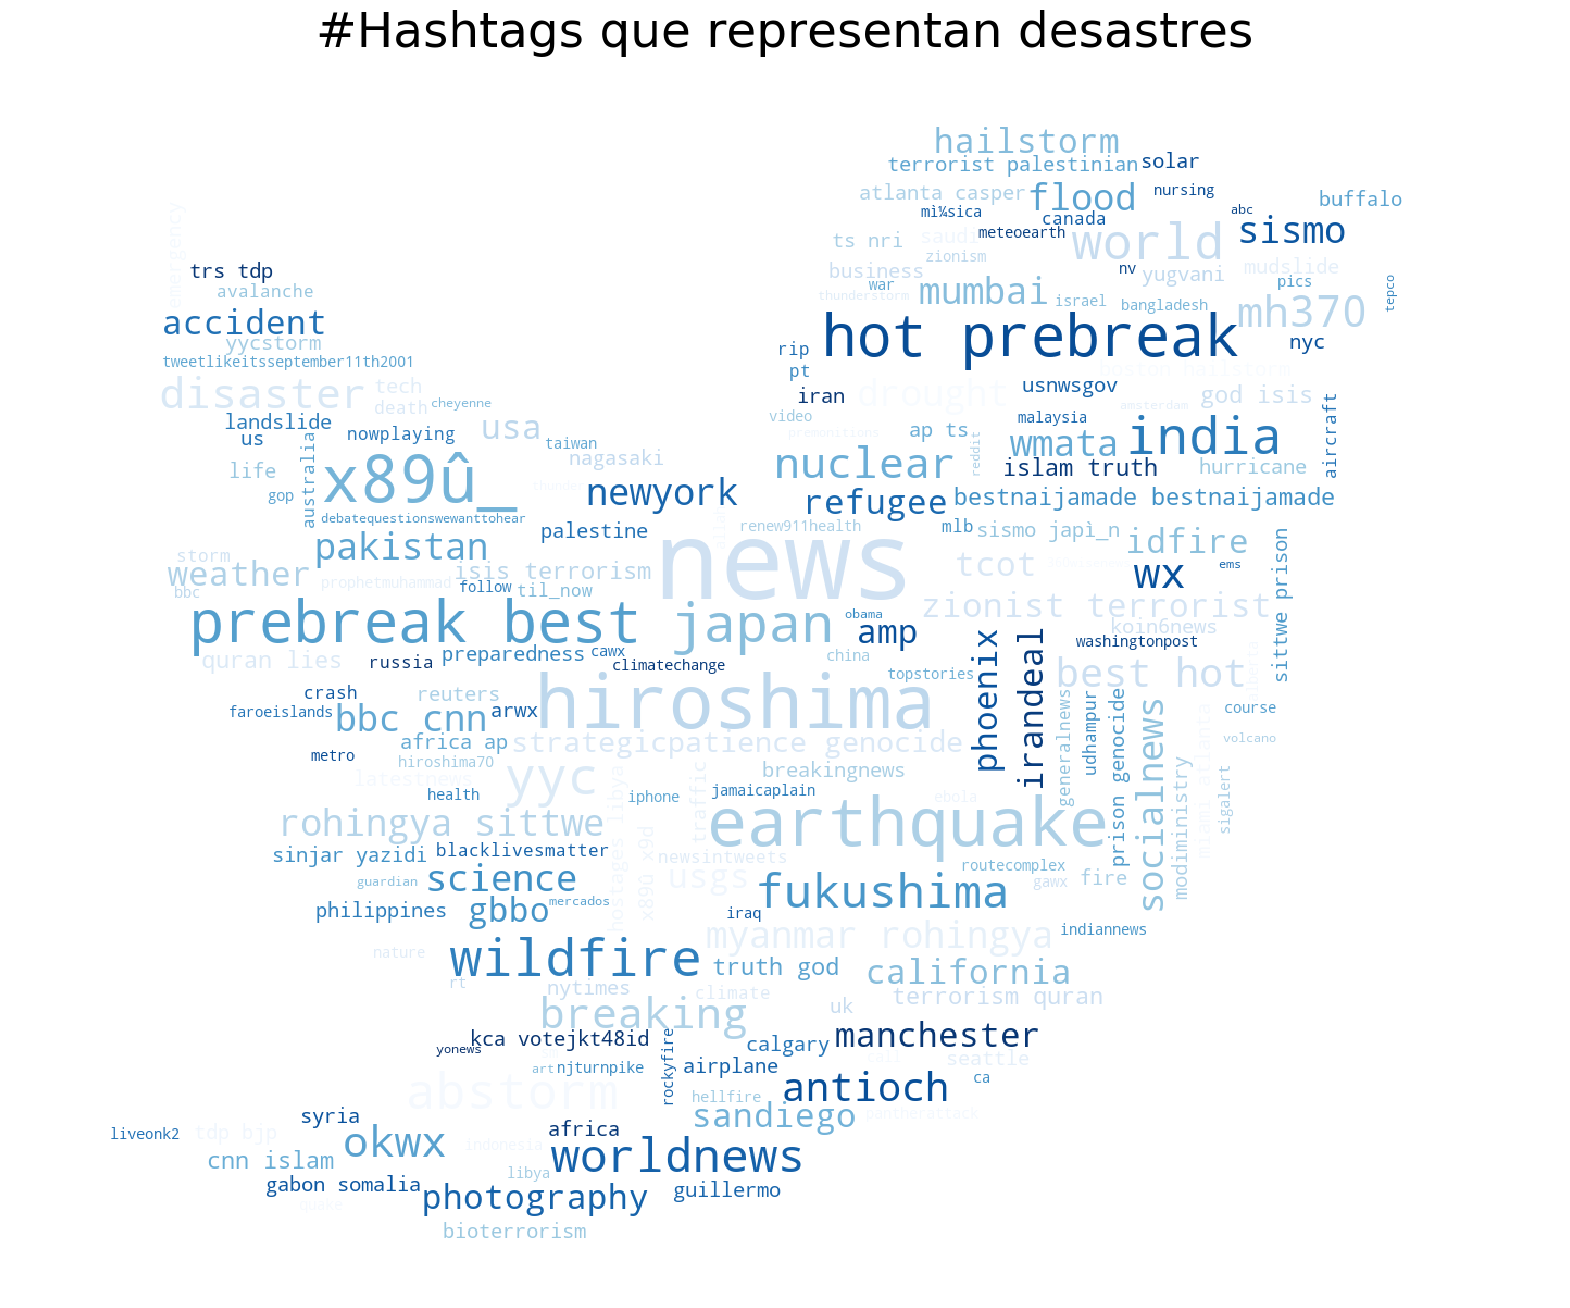 #Hashtags que representan desastres
hailstorm
terrorist palestinian
solar
atlanta casper
flood
nursing
buffalo
mì¼sica
canada
abc
emergency
ts nri
saudi
meteoearth
world
sismo
zionism
trs tdp
business
nv
yugvani
mudslide
avalanche
war
mumbai
israel
bangladesh
pics
tepco
thunderstorm
accident
mh370
yycstorm
hot prebreak
rip
nyc
tweetlikeitsseptember11th2001
pt
boston hailstorm
disaster
tech
iran
drought
usnwsgov
god isis
death
cheyenne
amsterdam
landslide
video
malaysia
aircraft
us
nowplaying
usa
taiwan
premonitions
ap ts
wmata
india
life
australia
nagasaki
nuclear
reddit
islam truth
hurricane
gop
x89û_
newyork
refugee
bestnaijamade bestnaijamade
debatequestionswewanttohear
palestine
renew911health
mlb
sismo japì_n
pakistan
news
idfire
storm
weather
isis terrorism
tcot
wx
ems
sittwe prison
bbc
prophetmuhammad
follow
til_now
zionist terrorist
prebreak best
japan
obama
amp
koin6news
quran lies
russia
preparedness
cawx
climatechange
china
phoenix
irandeal
washingtonpost
crash
reuters
hiroshima
topstories
best hot
alberta
faroeislands
bbc cnn
arwx
generalnews
udhampur
prison genocide
socialnews
course
metro
africa ap
strategicpatience genocide
volcano
hiroshima70
latestnews
yyc
breakingnews
miami atlanta
health
hostages libya
iphone
traffic
jamaicaplain
ebola
modiministry
sigalert
rohingya sittwe
earthquake
sinjar yazidi
blacklivesmatter
x89û x9d
newsintweets
routecomplex
guardian
science
usgs
fukushima
gawx
fire
philippines
gbbo
mercados
iraq
nature
wildfire
myanmar rohingya
indiannews
truth god
california
rt
nytimes
climate
terrorism quran
breaking
uk
kca votejkt48id
manchester
yonews
rockyfire
calgary
seattle
art
njturnpike
airplane
abstorm
antioch
ca
hellfire
syria
sandiego
pantherattack
liveonk2
tdp bjp
africa
okwx
indonesia
worldnews
cnn islam
libya
gabon somalia
photography
guillermo
quake
bioterrorism